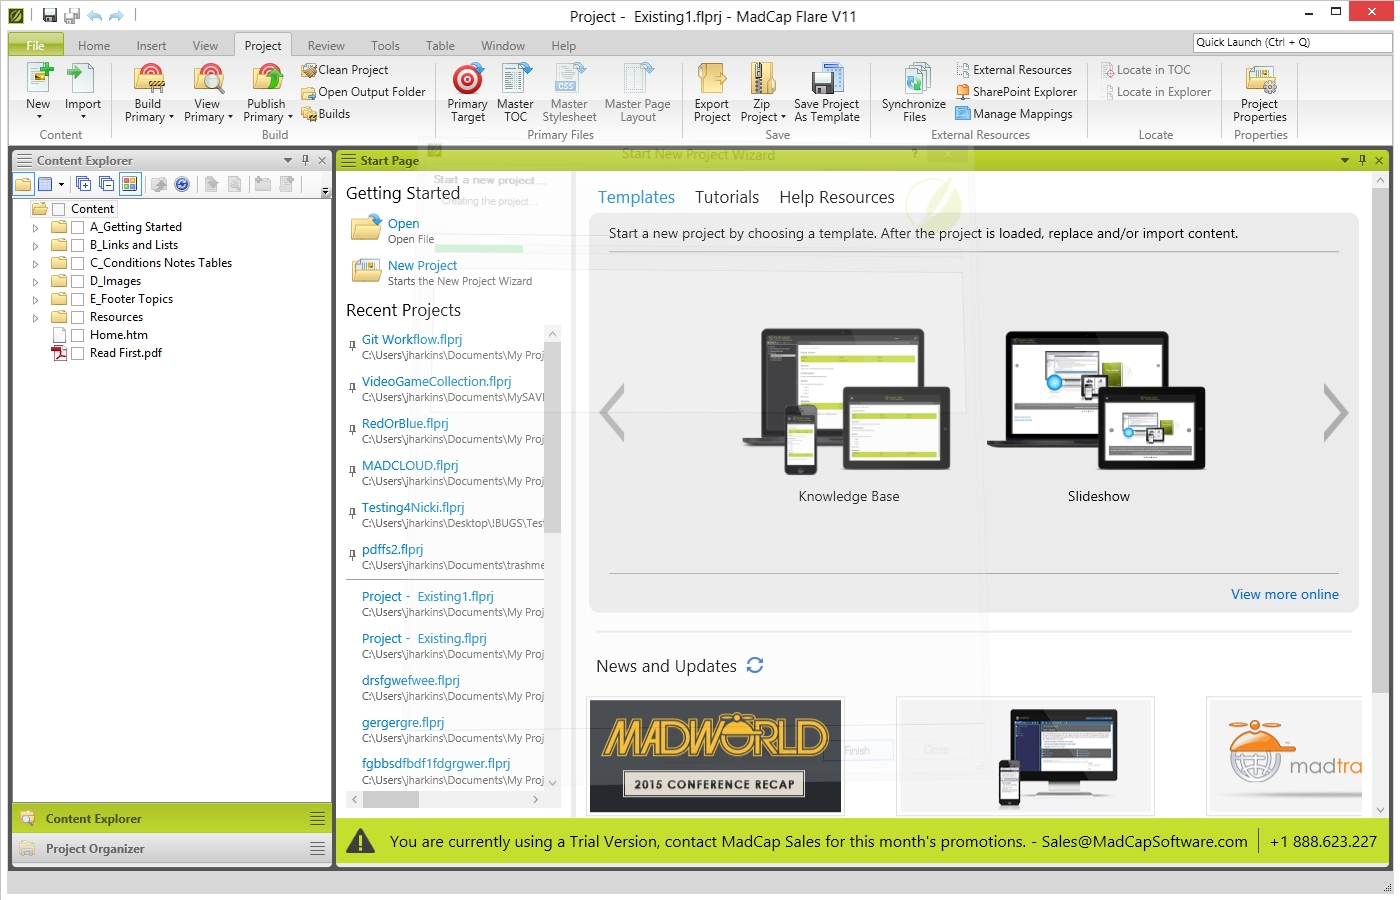 Project -  Existing1.flprj - MadCap Flare V11
File Home Insert View Project Review Tools Table Window Help
Quick Launch (Ctrl + Q)
New
Import
Content
Build Primary
View Primary
Publish Primary
Clean Project
Open Output Folder
Builds
Build
Primary Target
Master TOC
Master Stylesheet
Master Page Layout
Primary Files
Export Project
Zip Project
Save Project As Template
Save
Synchronize Files
External Resources
SharePoint Explorer
Manage Mappings
External Resources
Locate in TOC
Locate in Explorer
Locate
Project Properties
Properties
Content Explorer
Content
A_Getting Started
B_Links and Lists
C_Conditions Notes Tables
D_Images
E_Footer Topics
Resources
Home.htm
Read First.pdf
Content Explorer
Project Organizer
Start Page
Start New Project Wizard
?
Start a new project...
Creating the project...
Getting Started
Open
Open File
New Project
Starts the New Project Wizard
Recent Projects
Git Workflow.flprj
C:\Users\jharkins\Documents\My Proj
VideoGameCollection.flprj
C:\Users\jharkins\Documents\MySAVI
RedOrBlue.flprj
C:\Users\jharkins\Documents\My Proj
MADCLOUD.flprj
C:\Users\jharkins\Documents\My Proj
Testing4Nicki.flprj
C:\Users\jharkins\Desktop\!BUGS\Tes
pdffs2.flprj
C:\Users\jharkins\Documents\trashme
Project -  Existing1.flprj
C:\Users\jharkins\Documents\My Proj
Project -  Existing.flprj
C:\Users\jharkins\Documents\My Proj
drsfgwefwee.flprj
C:\Users\jharkins\Documents\My Proj
gergergre.flprj
C:\Users\jharkins\Documents\My Proj
fgbbsdfbdf1fdgrgwer.flprj
C:\Users\jharkins\Documents\My Proj
Templates Tutorials Help Resources
Start a new project by choosing a template. After the project is loaded, replace and/or import content.
Knowledge Base
Slideshow
View more online
News and Updates
MADWORLD
2015 CONFERENCE RECAP
Finish
Close
madtra
You are currently using a Trial Version, contact MadCap Sales for this month's promotions. - Sales@MadCapSoftware.com
+1 888.623.227